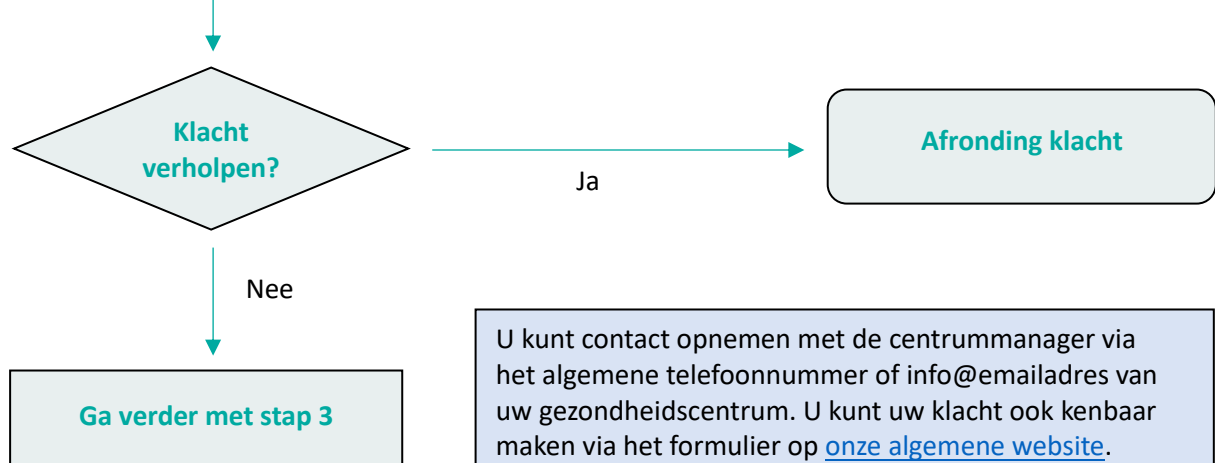 Klacht
verholpen?
Ja
Afronding klacht
Nee
Ga verder met stap 3
U kunt contact opnemen met de centrummanager via
het algemene telefoonnummer of info@emailadres van
uw gezondheidscentrum. U kunt uw klacht ook kenbaar
maken via het formulier op onze algemene website.